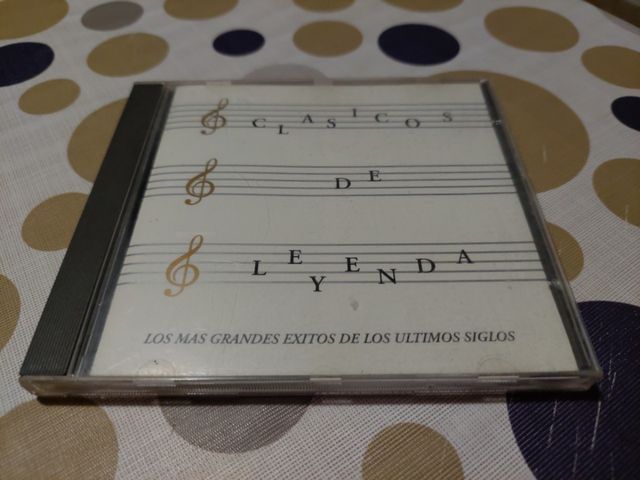 CLASICOS
DE
LEYENDA
LOS MAS GRANDES EXITOS DE LOS ULTIMOS SIGLOS